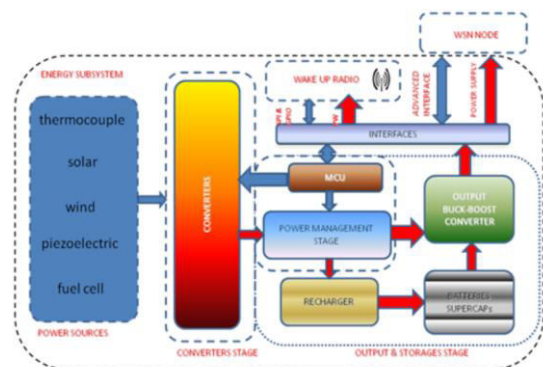 WSN NODE
ENERGY SUBSYSTEM
WAKE UP RADIO
ADVANCED
INTERFACE
POWER SUPPLY
GPIO
INTERFACES
thermocouple
solar
wind
piezoelectric
fuel cell
CONVERTERS
MCU
POWER MANAGEMENT
STAGE
OUTPUT
BUCK-BOOST
CONVERTER
RECHARGER
BATTERIES
SUPERCAPs
POWER SOURCES
CONVERTERS STAGE
OUTPUT & STORAGES STAGE